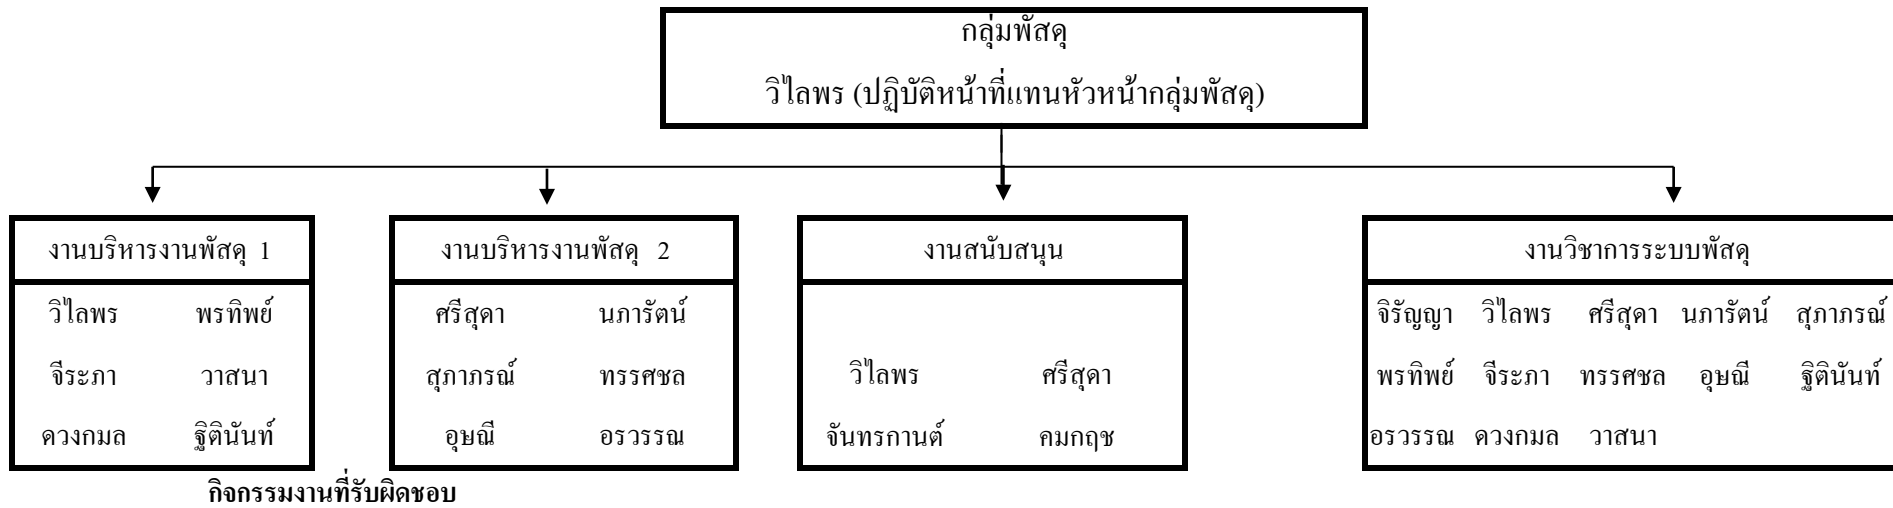 กลุ่มพัสดุ
วิไลพร (ปฏิบัติหน้าที่แทนหัวหน้ากลุ่มพัสดุ)
งานบริหารงานพัสดุ 1
วิไลพร พรทิพย์
จีระภา วาสนา
ดวงกมล ฐิตินันท์
งานบริหารงานพัสดุ 2
ศรีสุดา นภารัตน์
สุภาภรณ์ ทรรศชล
อุษณี อรวรรณ
งานสนับสนุน
วิไลพร ศรีสุดา
จันทรกานต์ คมกฤช
งานวิชาการระบบพัสดุ
จิรัญญา วิไลพร ศรีสุดา นภารัตน์ สุภาภรณ์
พรทิพย์ จีระภา ทรรศชล อุษณี ฐิตินันท์
อรวรรณ ดวงกมล วาสนา
กิจกรรมงานที่รับผิดชอบ